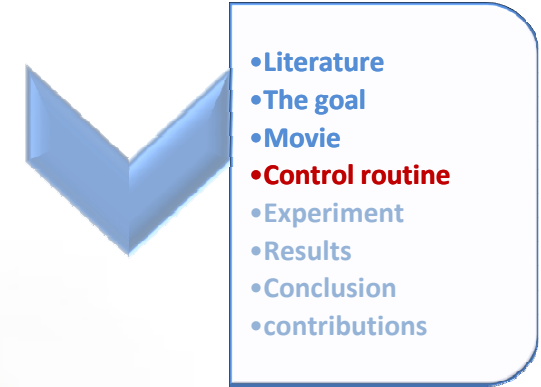 •Literature
•The goal
•Movie
•Control routine
•Experiment
•Results
•Conclusion
•contributions